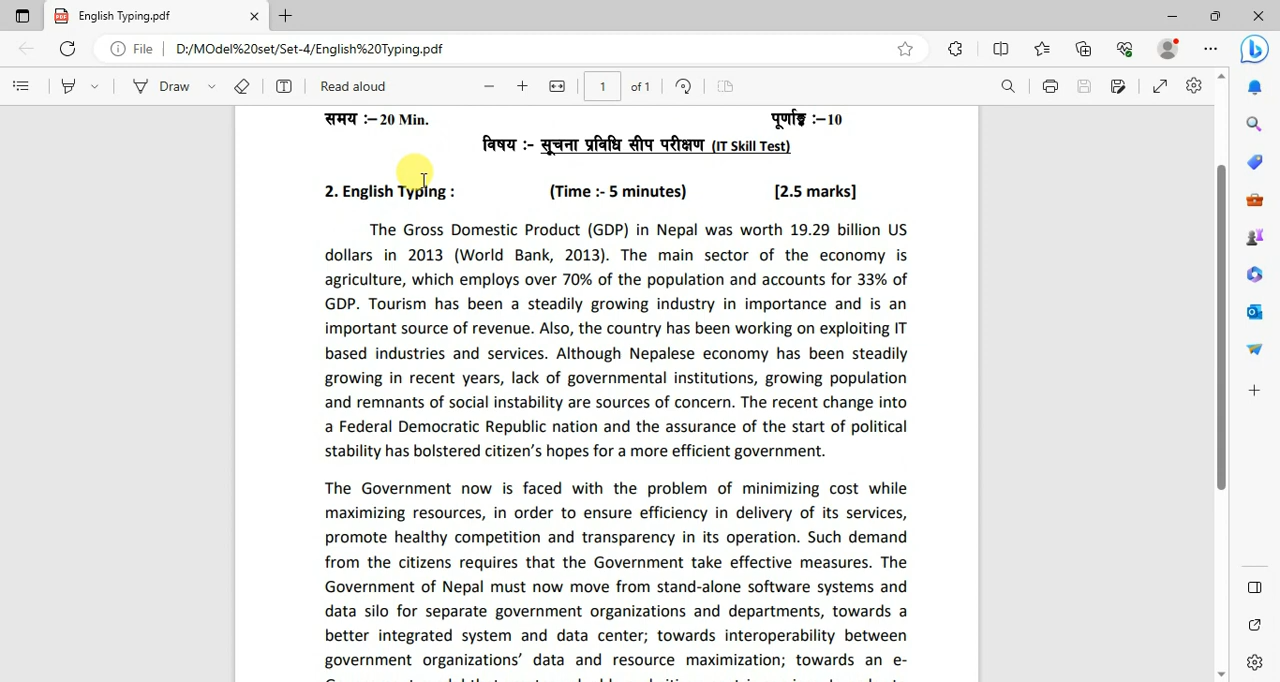 English Typing.pdf
File
D:/MOdel%20set/Set-4/English%20Typing.pdf
Draw
Read aloud
1 of 1
समय :– 20 Min. पूर्णाङ्क :–10
विषय :- सूचना प्रविधि सीप परीक्षण (IT Skill Test)
2. English Typing : (Time :- 5 minutes) [2.5 marks]
The Gross Domestic Product (GDP) in Nepal was worth 19.29 billion US
dollars in 2013 (World Bank, 2013). The main sector of the economy is
agriculture, which employs over 70% of the population and accounts for 33% of
GDP. Tourism has been a steadily growing industry in importance and is an
important source of revenue. Also, the country has been working on exploiting IT
based industries and services. Although Nepalese economy has been steadily
growing in recent years, lack of governmental institutions, growing population
and remnants of social instability are sources of concern. The recent change into
a Federal Democratic Republic nation and the assurance of the start of political
stability has bolstered citizen's hopes for a more efficient government.
The Government now is faced with the problem of minimizing cost while
maximizing resources, in order to ensure efficiency in delivery of its services,
promote healthy competition and transparency in its operation. Such demand
from the citizens requires that the Government take effective measures. The
Government of Nepal must now move from stand-alone software systems and
data silo for separate government organizations and departments, towards a
better integrated system and data center; towards interoperability between
government organizations' data and resource maximization; towards an e-